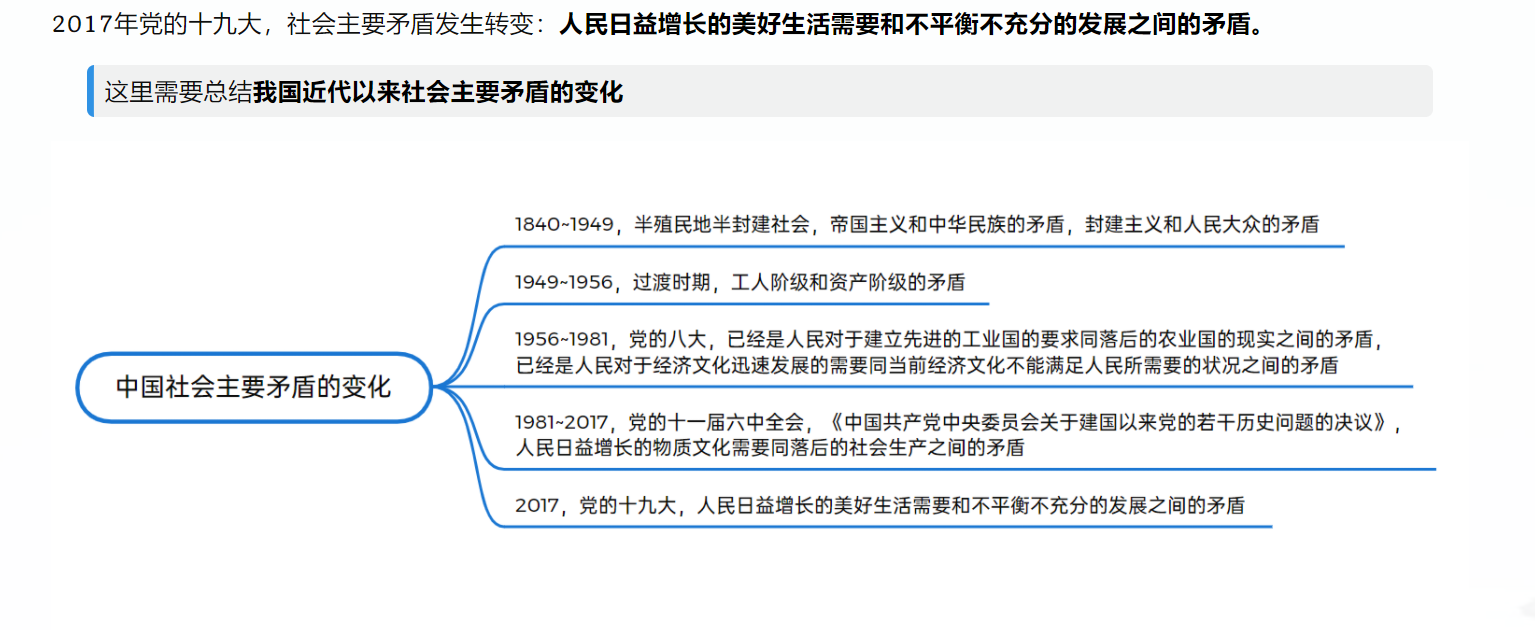 2017年党的十九大，社会主要矛盾发生转变：人民日益增长的美好生活需要和不平衡不充分的发展之间的矛盾。
这里需要总结我国近代以来社会主要矛盾的变化
1840~1949，半殖民地半封建社会，帝国主义和中华民族的矛盾，封建主义和人民大众的矛盾
1949~1956，过渡时期，工人阶级和资产阶级的矛盾
1956~1981，党的八大，已经是人民对于建立先进的工业国的要求同落后的农业国的现实之间的矛盾，
已经是人民对于经济文化迅速发展的需要同当前经济文化不能满足人民所需要的状况之间的矛盾
中国社会主要矛盾的变化
1981~2017，党的十一届六中全会，《中国共产党中央委员会关于建国以来党的若干历史问题的决议》，
人民日益增长的物质文化需要同落后的社会生产之间的矛盾
2017，党的十九大，人民日益增长的美好生活需要和不平衡不充分的发展之间的矛盾